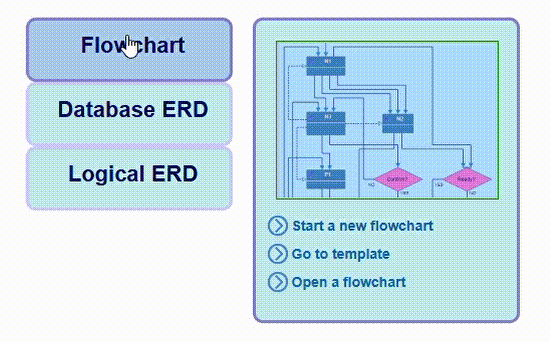 Flowchart
Database ERD
Logical ERD
N1
N3
N2
P1
Control?
Ready?
NO
YES
NO
YES
Start a new flowchart
Go to template
Open a flowchart